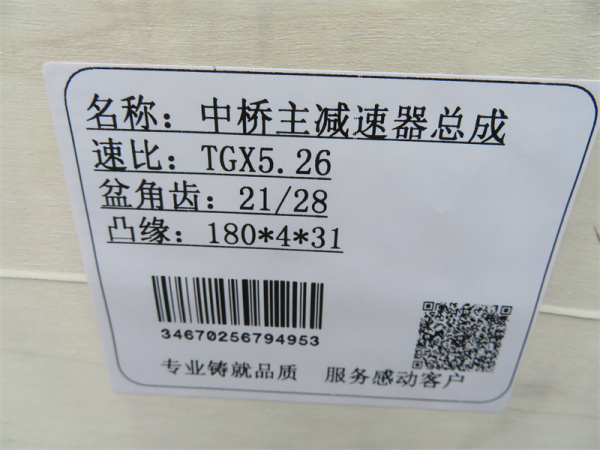 名称：中桥主减速器总成
速比：TGX5.26
盆角齿：21/28
凸缘：180*4*31
34670256794953
专业铸就品质 服务感动客户